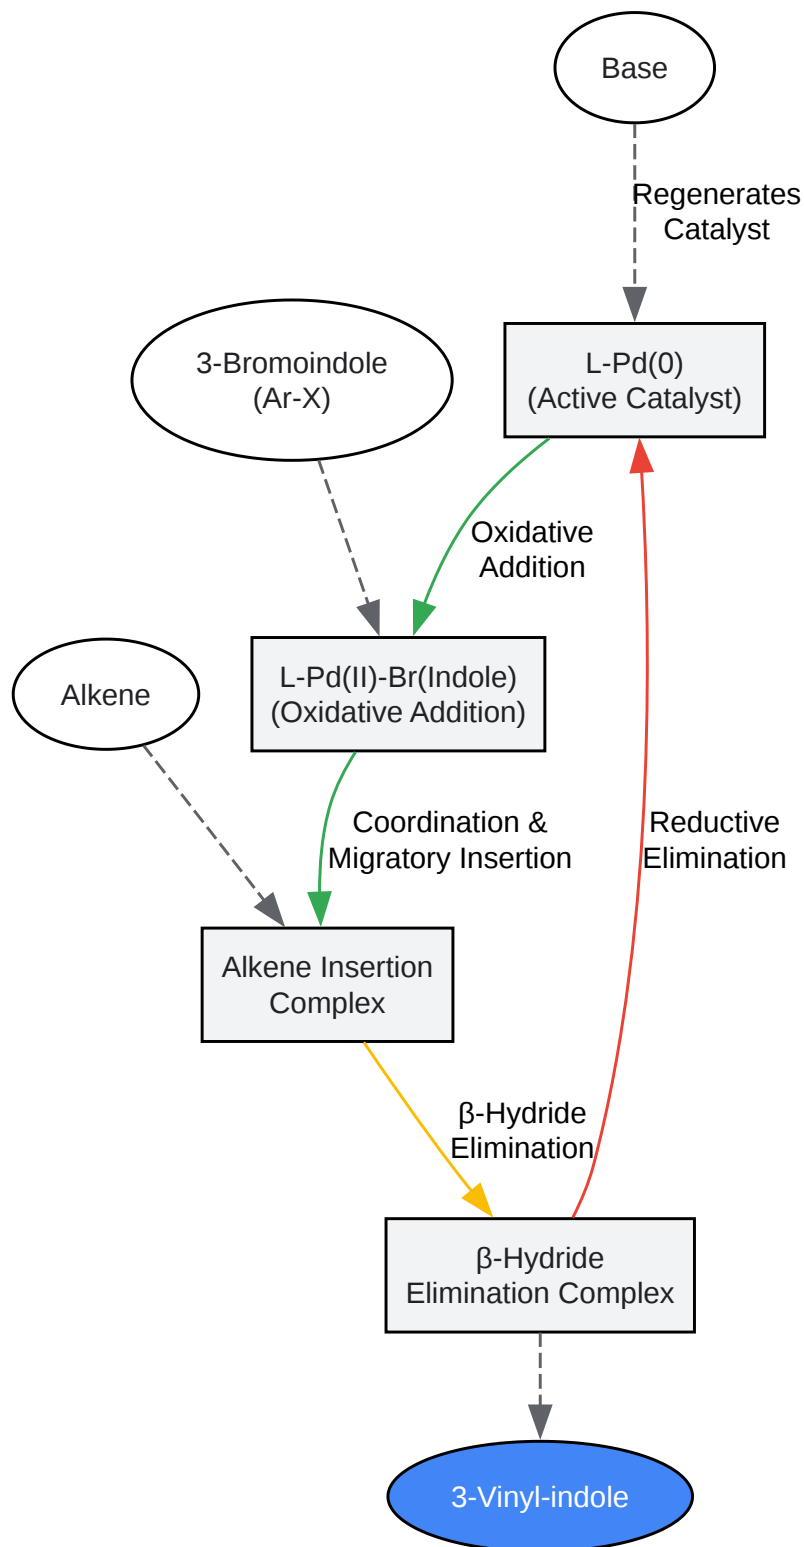 Base
Regenerates
Catalyst
3-Bromoindole
(Ar-X)
L-Pd(0)
(Active Catalyst)
Oxidative
Addition
Alkene
L-Pd(II)-Br(Indole)
(Oxidative Addition)
Coordination &
Migratory Insertion
Reductive
Elimination
Alkene Insertion
Complex
β-Hydride
Elimination
β-Hydride
Elimination Complex
3-Vinyl-indole